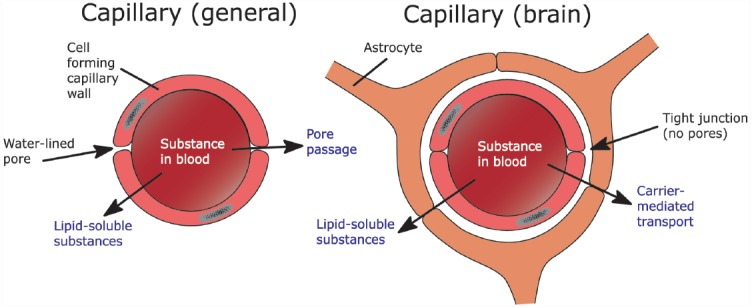 Capillary (general)
Cell
forming
capillary
wall
Water-lined
pore
Substance
in blood
Pore
passage
Lipid-soluble
substances
Capillary (brain)
Astrocyte
Substance
in blood
Tight junction
(no pores)
Lipid-soluble
substances
Carrier-
mediated
transport